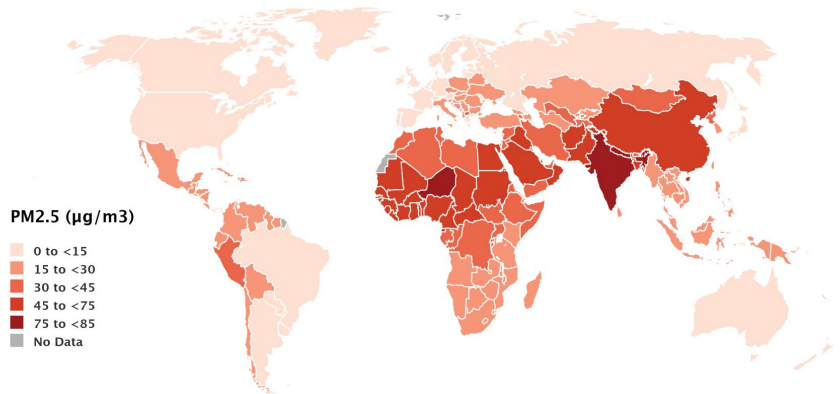 PM2.5 (µg/m3)
0 to <15
15 to <30
30 to <45
45 to <75
75 to <85
No Data